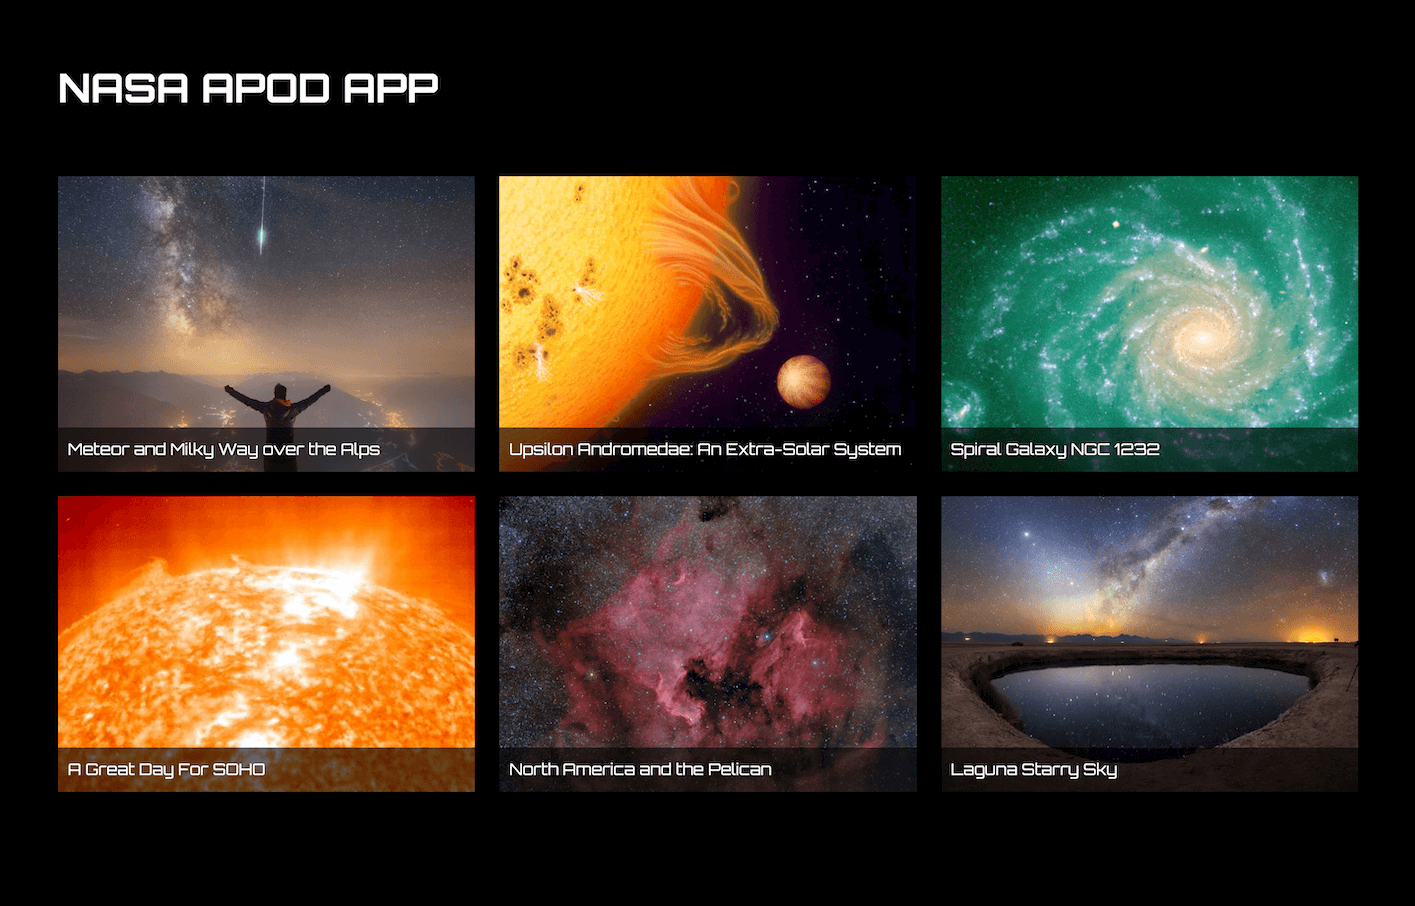 NASA APOD APP
Meteor and Milky Way over the Alps
Upsilon Andromedae: An Extra-Solar System
Spiral Galaxy NGC 1232
A Great Day For SOHO
North America and the Pelican
Laguna Starry Sky